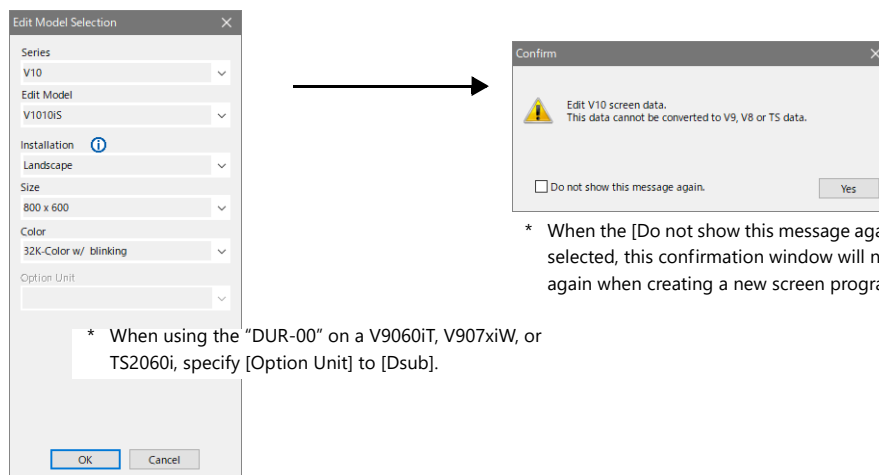 Edit Model Selection
Series
V10
Edit Model
V1010iS
Installation
Landscape
Size
800 x 600
Color
32K-Color w/ blinking
Option Unit
OK
Cancel
* When using the “DUR-00” on a V9060iT, V907xiW, or
TS2060i, specify [Option Unit] to [Dsub].
Confirm
Edit V10 screen data.
This data cannot be converted to V9, V8 or TS data.
Do not show this message again.
Yes
* When the [Do not show this message
selected, this confirmation window will
again when creating a new screen